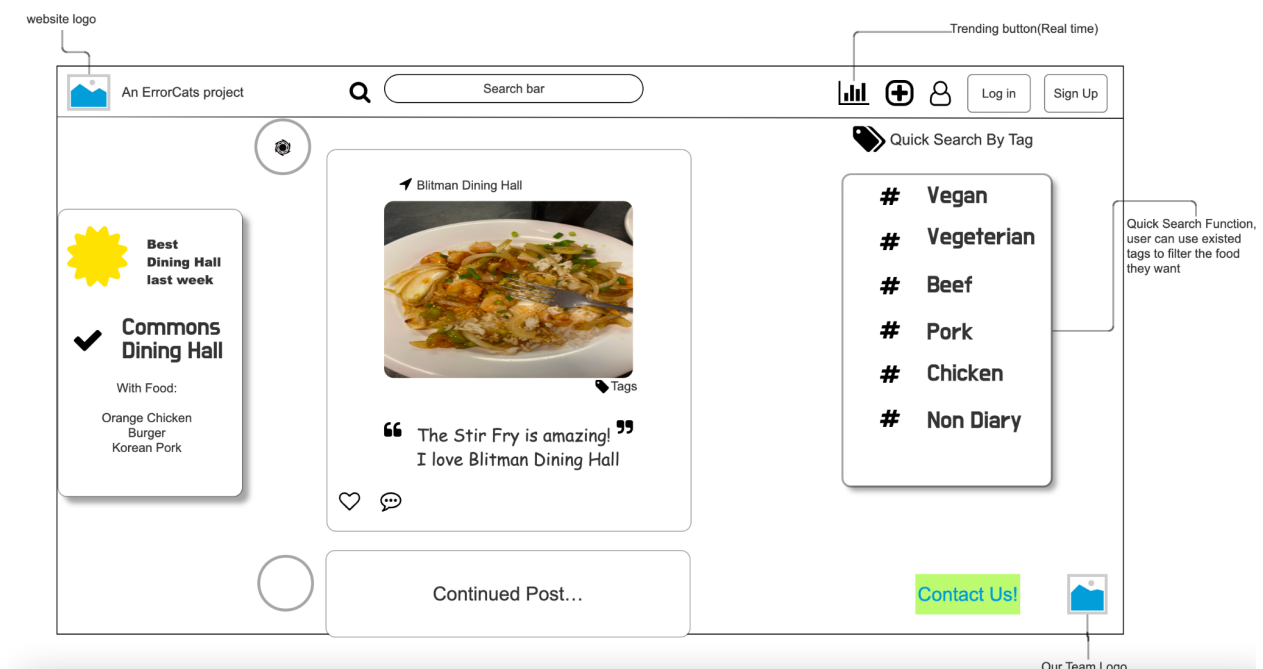 website logo
Trending button(Real time)
An ErrorCats project
Search bar
Log in
Sign Up
Quick Search By Tag
Blitman Dining Hall
# Vegan
# Vegeterian
# Beef
# Pork
# Chicken
# Non Diary
Quick Search Function,
user can use existed
tags to filter the food
they want
Best
Dining Hall
last week
Commons
Dining Hall
With Food:
Orange Chicken
Burger
Korean Pork
Tags
❝ The Stir Fry is amazing! ❞
I love Blitman Dining Hall
Continued Post...
Contact Us!
Our Team Logo